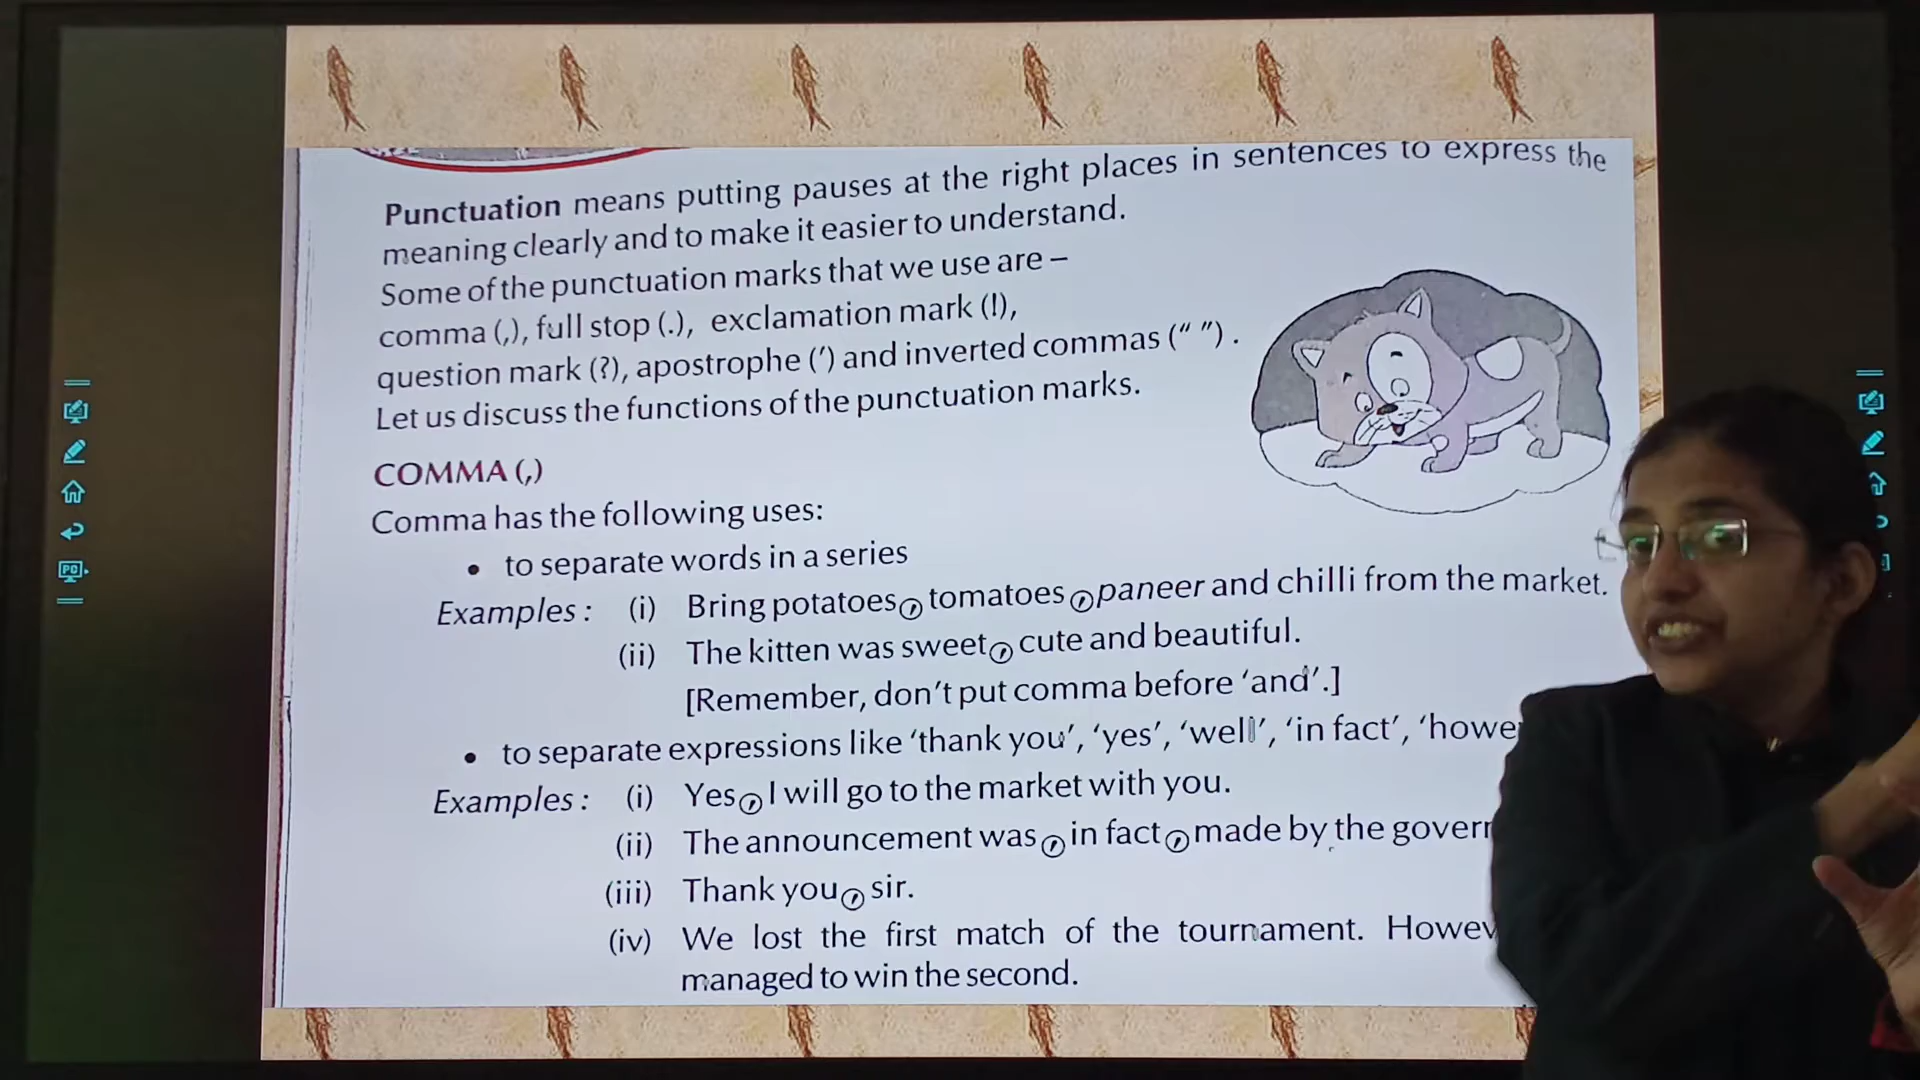 Punctuation means putting pauses at the right places in sentences to express the
meaning clearly and to make it easier to understand.
Some of the punctuation marks that we use are –
comma (,), full stop (.), exclamation mark (!),
question mark (?), apostrophe (’) and inverted commas (“ ”) .
Let us discuss the functions of the punctuation marks.
COMMA (,)
Comma has the following uses:
• to separate words in a series
Examples : (i) Bring potatoes, tomatoes, paneer and chilli from the market.
(ii) The kitten was sweet, cute and beautiful.
[Remember, don’t put comma before ‘and’.]
• to separate expressions like ‘thank you’, ‘yes’, ‘well’, ‘in fact’, ‘howe
Examples : (i) Yes, I will go to the market with you.
(ii) The announcement was, in fact, made by the govern
(iii) Thank you, sir.
(iv) We lost the first match of the tournament. Howev
managed to win the second.
PC